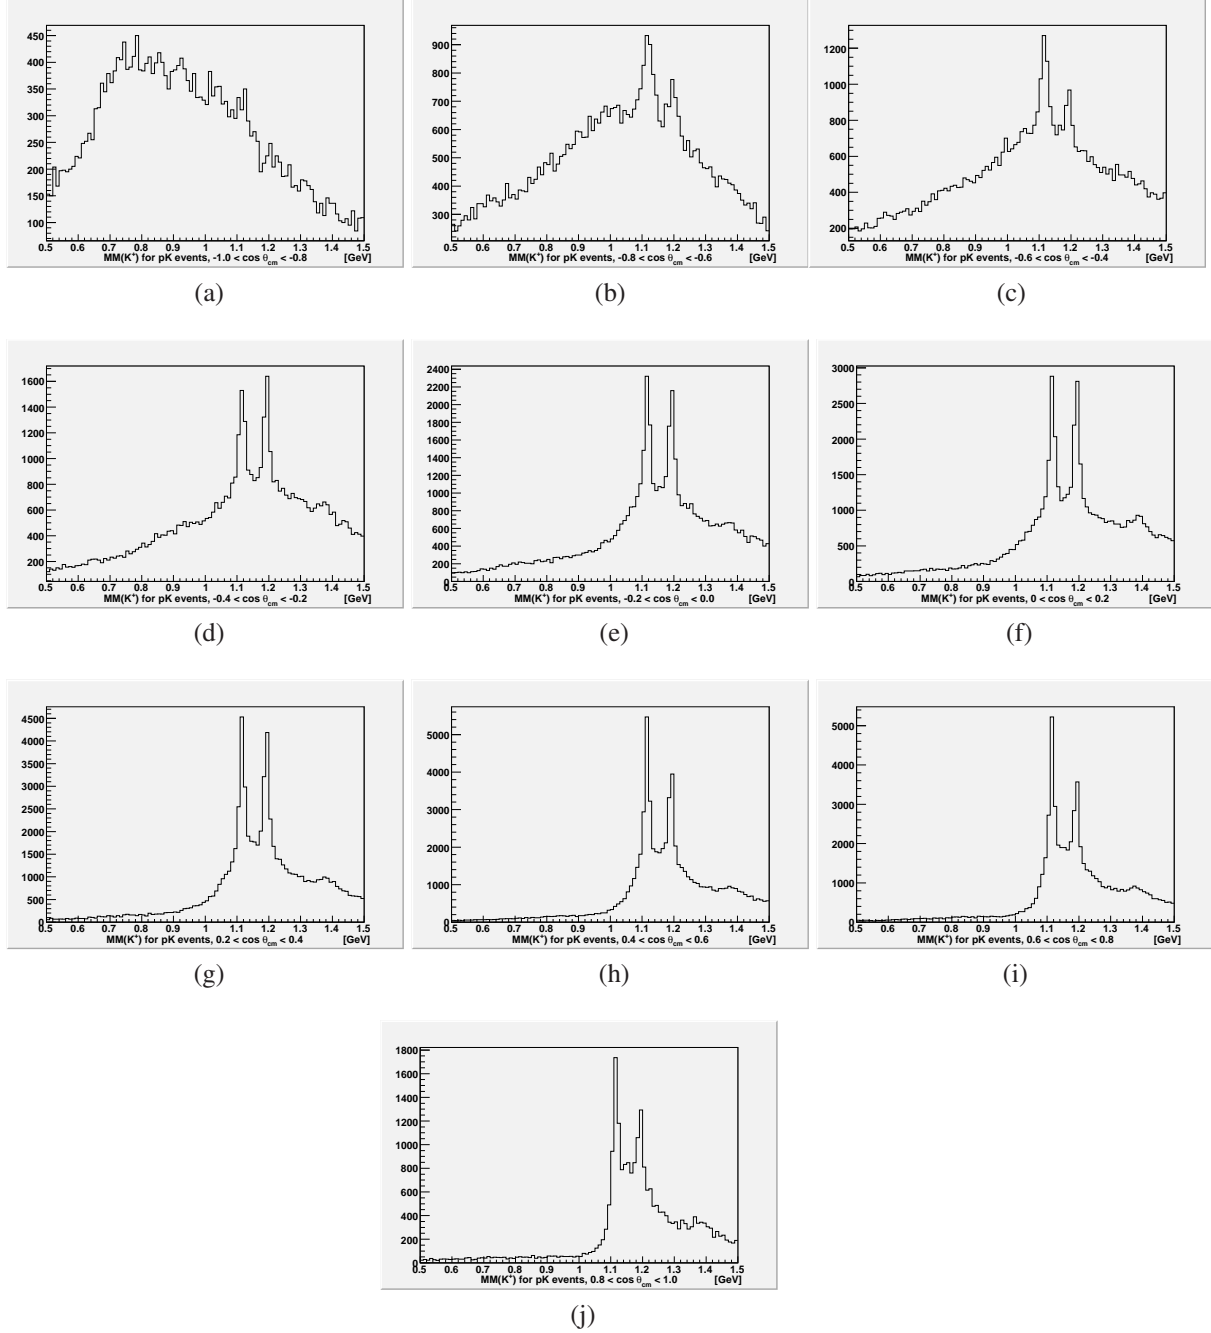 450
400
350
300
250
200
150
100
0.5 0.6 0.7 0.8 0.9 1 1.1 1.2 1.3 1.4 1.5
MM(K⁺) for pK events, -1.0 < cos θcm < -0.8 [GeV]
(a)
900
800
700
600
500
400
300
0.5 0.6 0.7 0.8 0.9 1 1.1 1.2 1.3 1.4 1.5
MM(K⁺) for pK events, -0.8 < cos θcm < -0.6 [GeV]
(b)
1200
1000
800
600
400
200
0.5 0.6 0.7 0.8 0.9 1 1.1 1.2 1.3 1.4 1.5
MM(K⁺) for pK events, -0.6 < cos θcm < -0.4 [GeV]
(c)
1600
1400
1200
1000
800
600
400
200
0.5 0.6 0.7 0.8 0.9 1 1.1 1.2 1.3 1.4 1.5
MM(K⁺) for pK events, -0.4 < cos θcm < -0.2 [GeV]
(d)
2400
2200
2000
1800
1600
1400
1200
1000
800
600
400
200
0
0.5 0.6 0.7 0.8 0.9 1 1.1 1.2 1.3 1.4 1.5
MM(K⁺) for pK events, -0.2 < cos θcm < 0.0 [GeV]
(e)
3000
2500
2000
1500
1000
500
0
0.5 0.6 0.7 0.8 0.9 1 1.1 1.2 1.3 1.4 1.5
MM(K⁺) for pK events, 0 < cos θcm < 0.2 [GeV]
(f)
4500
4000
3500
3000
2500
2000
1500
1000
500
0
0.5 0.6 0.7 0.8 0.9 1 1.1 1.2 1.3 1.4 1.5
MM(K⁺) for pK events, 0.2 < cos θcm < 0.4 [GeV]
(g)
5000
4000
3000
2000
1000
0
0.5 0.6 0.7 0.8 0.9 1 1.1 1.2 1.3 1.4 1.5
MM(K⁺) for pK events, 0.4 < cos θcm < 0.6 [GeV]
(h)
5000
4000
3000
2000
1000
0
0.5 0.6 0.7 0.8 0.9 1 1.1 1.2 1.3 1.4 1.5
MM(K⁺) for pK events, 0.6 < cos θcm < 0.8 [GeV]
(i)
1800
1600
1400
1200
1000
800
600
400
200
0
0.5 0.6 0.7 0.8 0.9 1 1.1 1.2 1.3 1.4 1.5
MM(K⁺) for pK events, 0.8 < cos θcm < 1.0 [GeV]
(j)